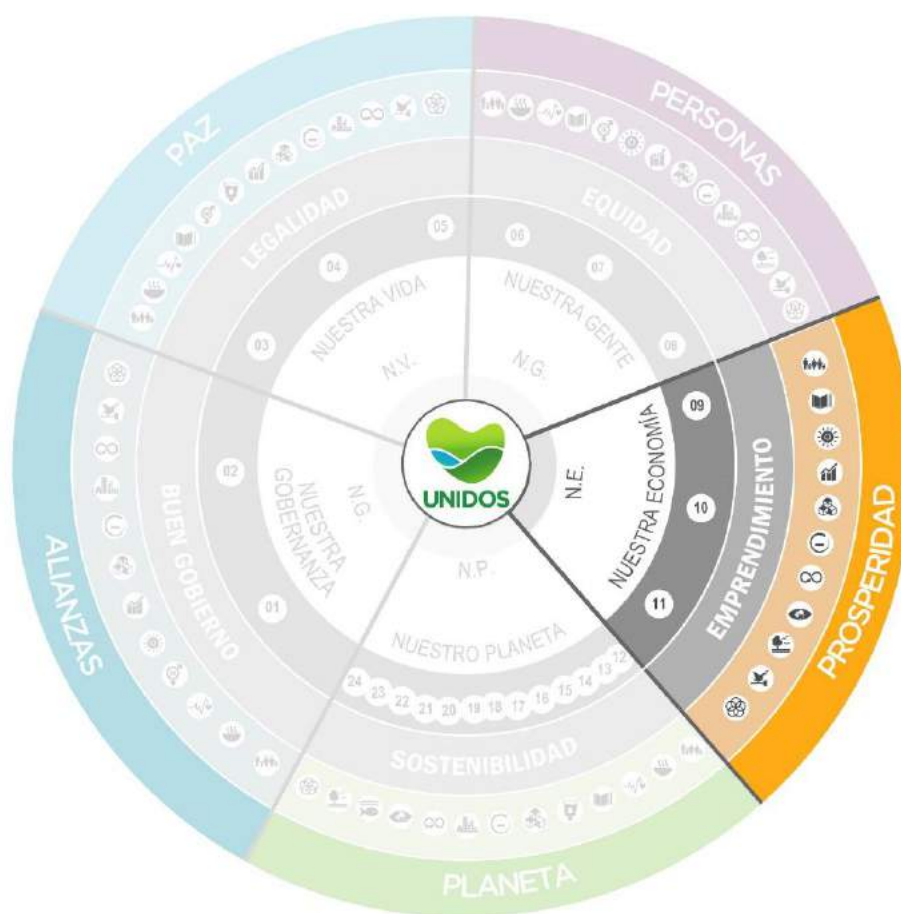 PAZ
PERSONAS
LEGALIDAD
EQUIDAD
05
06
04
07
03
08
NUESTRA VIDA
NUESTRA GENTE
N.V.
N.G.
09
PROSPERIDAD
EMPRENDIMIENTO
NUESTRA ECONOMÍA
N.E.
10
11
UNIDOS
02
NUESTRA
GOBERNANZA
N.G.
BUEN GOBIERNO
ALIANZAS
01
N.P.
NUESTRO PLANETA
24 23 22 21 20 19 18 17 16 15 14 13 12
SOSTENIBILIDAD
PLANETA